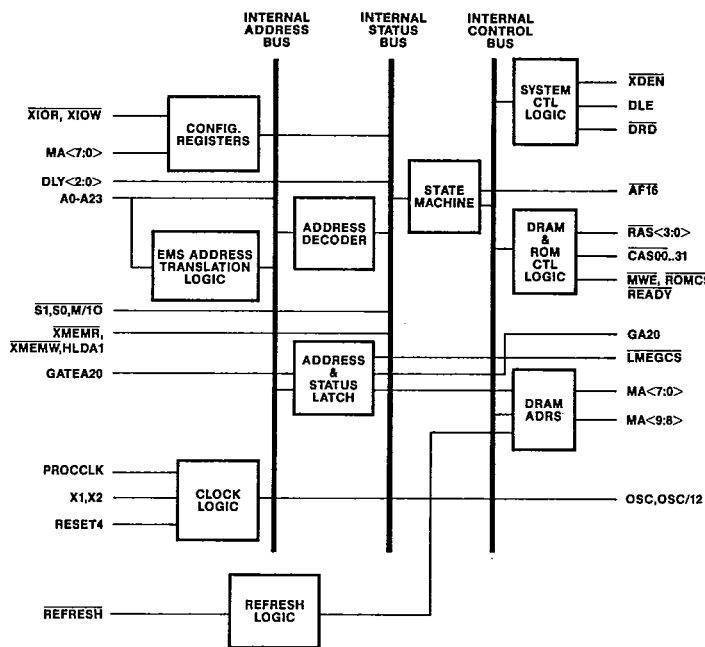 INTERNAL
ADDRESS
BUS
INTERNAL
STATUS
BUS
INTERNAL
CONTROL
BUS
XIOR, XIOW
MA<7:0>
DLY<2:0>
A0-A23
CONFIG.
REGISTERS
EMS ADDRESS
TRANSLATION
LOGIC
ADDRESS
DECODER
STATE
MACHINE
SYSTEM
CTL
LOGIC
XDEN
DLE
DRD
AF16
DRAM
&
ROM
CTL
LOGIC
RAS<3:0>
CAS00..31
MWE, ROMCS
READY
S1,S0,M/1O
XMEMR,
XMEMW,HLDA1
GATEA20
ADDRESS
&
STATUS
LATCH
GA20
LMEGCS
DRAM
ADRS
MA<7:0>
MA<9:8>
PROCCLK
X1,X2
RESET4
CLOCK
LOGIC
OSC,OSC/12
REFRESH
REFRESH
LOGIC